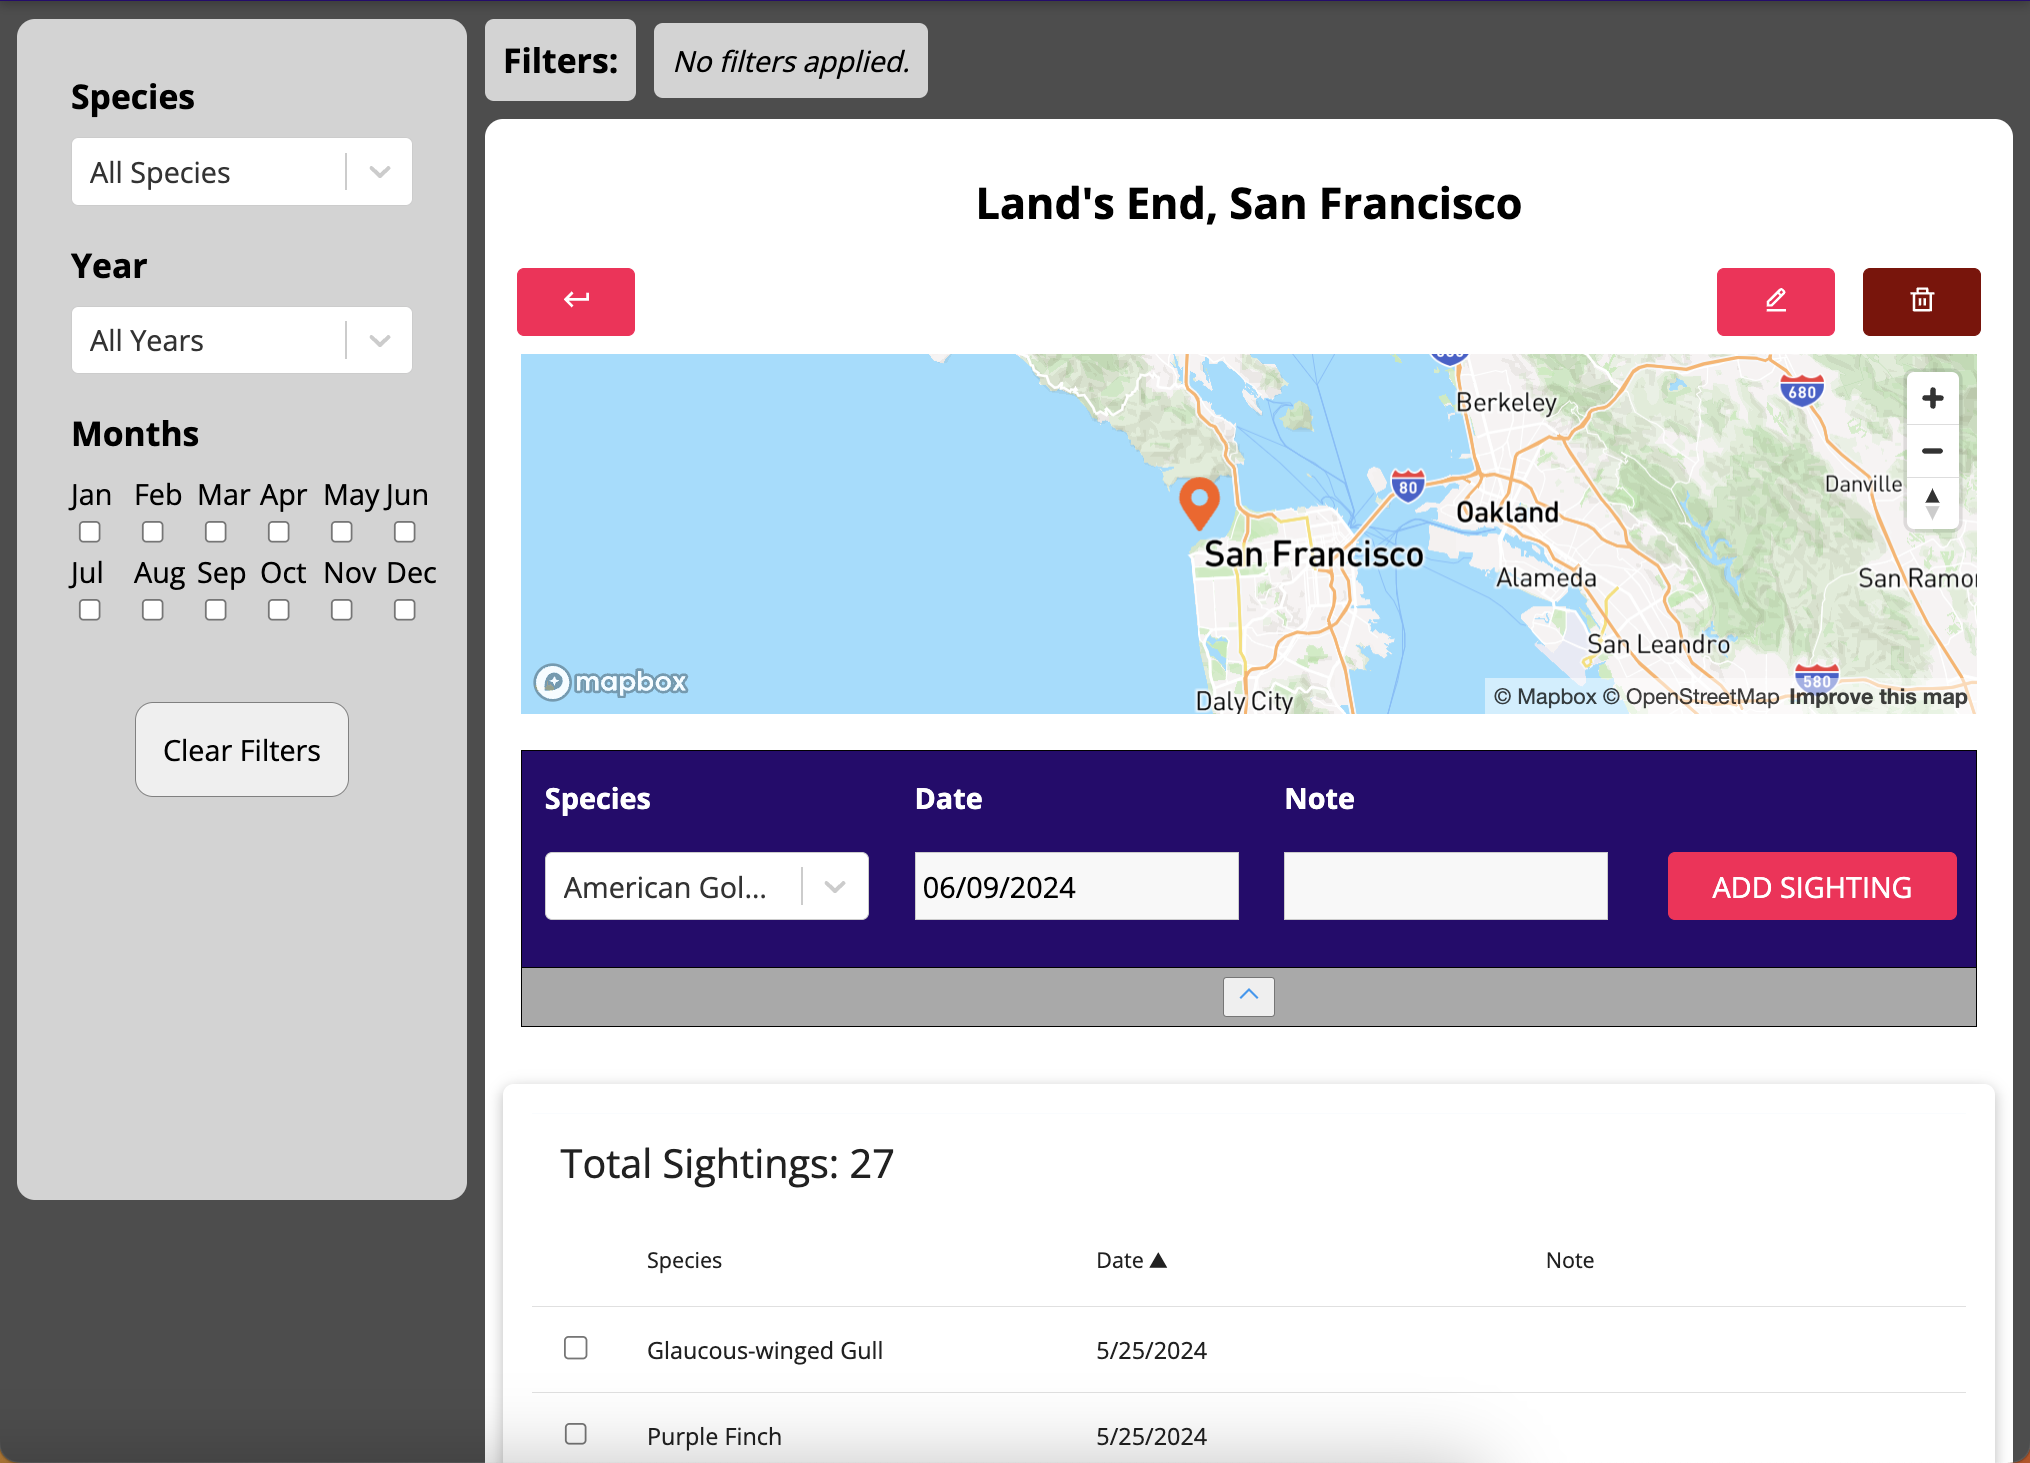 Species
All Species
Year
All Years
Months
Jan Feb Mar Apr May Jun
Jul Aug Sep Oct Nov Dec
Clear Filters
Filters:
No filters applied.
Land's End, San Francisco
680
Berkeley
Danville
80
Oakland
San Francisco
Alameda
San Ramo
San Leandro
580
mapbox
Daly City
© Mapbox © OpenStreetMap Improve this map
Species Date Note
American Gol... 06/09/2024 ADD SIGHTING
Total Sightings: 27
Species Date ▲ Note
Glaucous-winged Gull 5/25/2024
Purple Finch 5/25/2024